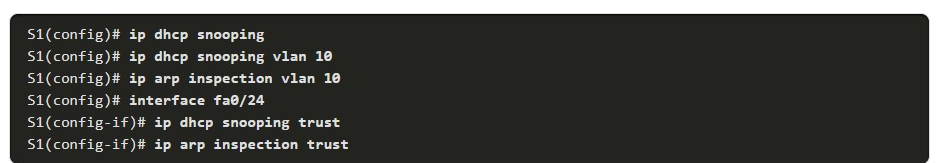 S1(config)# ip dhcp snooping
S1(config)# ip dhcp snooping vlan 10
S1(config)# ip arp inspection vlan 10
S1(config)# interface fa0/24
S1(config-if)# ip dhcp snooping trust
S1(config-if)# ip arp inspection trust